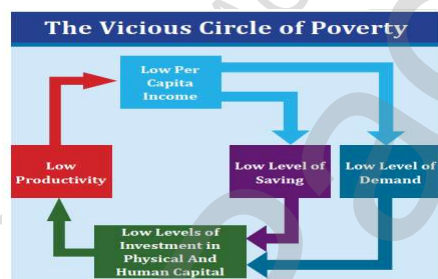 The Vicious Circle of Poverty
Low Per
Capita
Income
Low
Productivity
Low Level of
Saving
Low Level of
Demand
Low Levels of
Investment in
Physical And
Human Capital